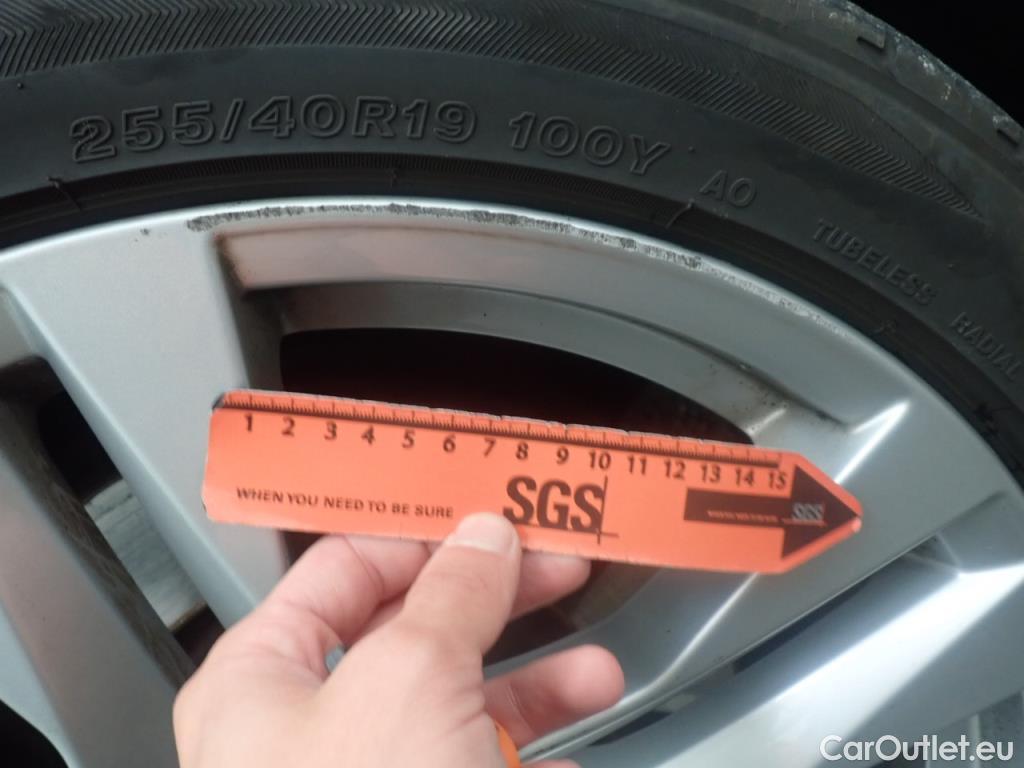 255/40R19 100Y AO
TUBELESS
RADIAL
1 2 3 4 5 6 7 8 9 10 11 12 13 14 15
WHEN YOU NEED TO BE SURE
SGS
SGS
CarOutlet.eu